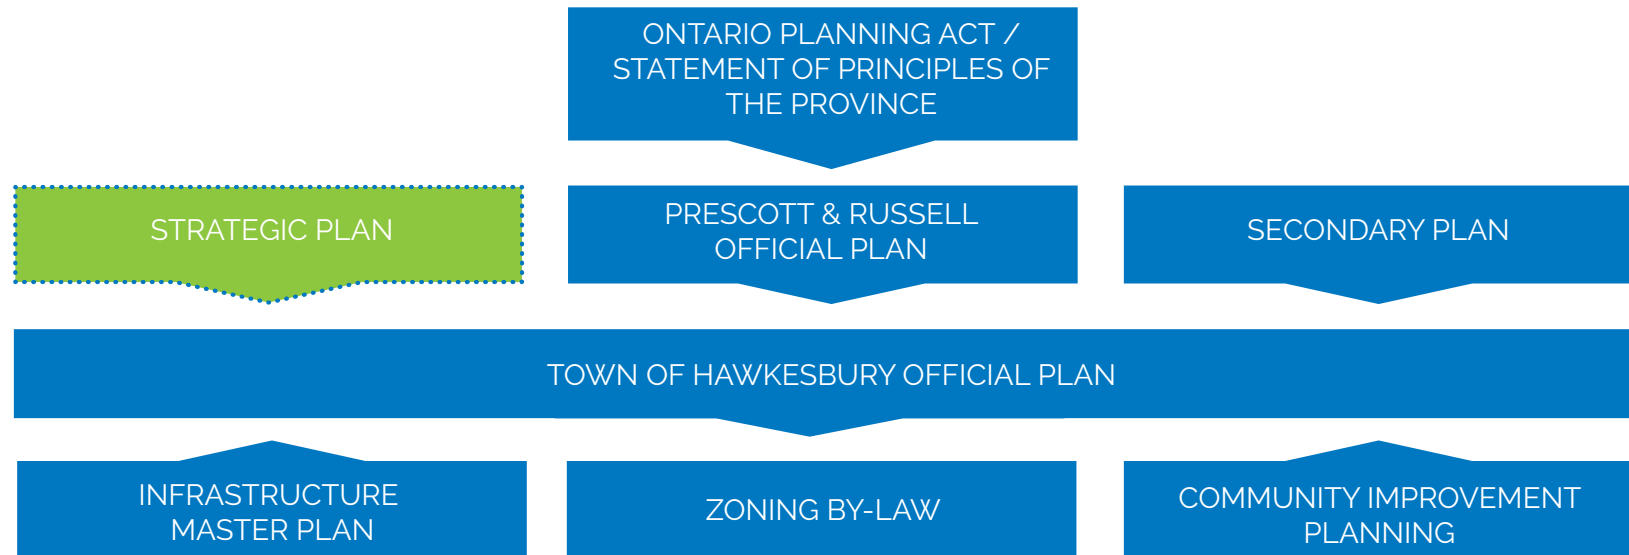 ONTARIO PLANNING ACT /
STATEMENT OF PRINCIPLES OF
THE PROVINCE
STRATEGIC PLAN
PRESCOTT & RUSSELL
OFFICIAL PLAN
SECONDARY PLAN
TOWN OF HAWKESBURY OFFICIAL PLAN
INFRASTRUCTURE
MASTER PLAN
ZONING BY-LAW
COMMUNITY IMPROVEMENT
PLANNING